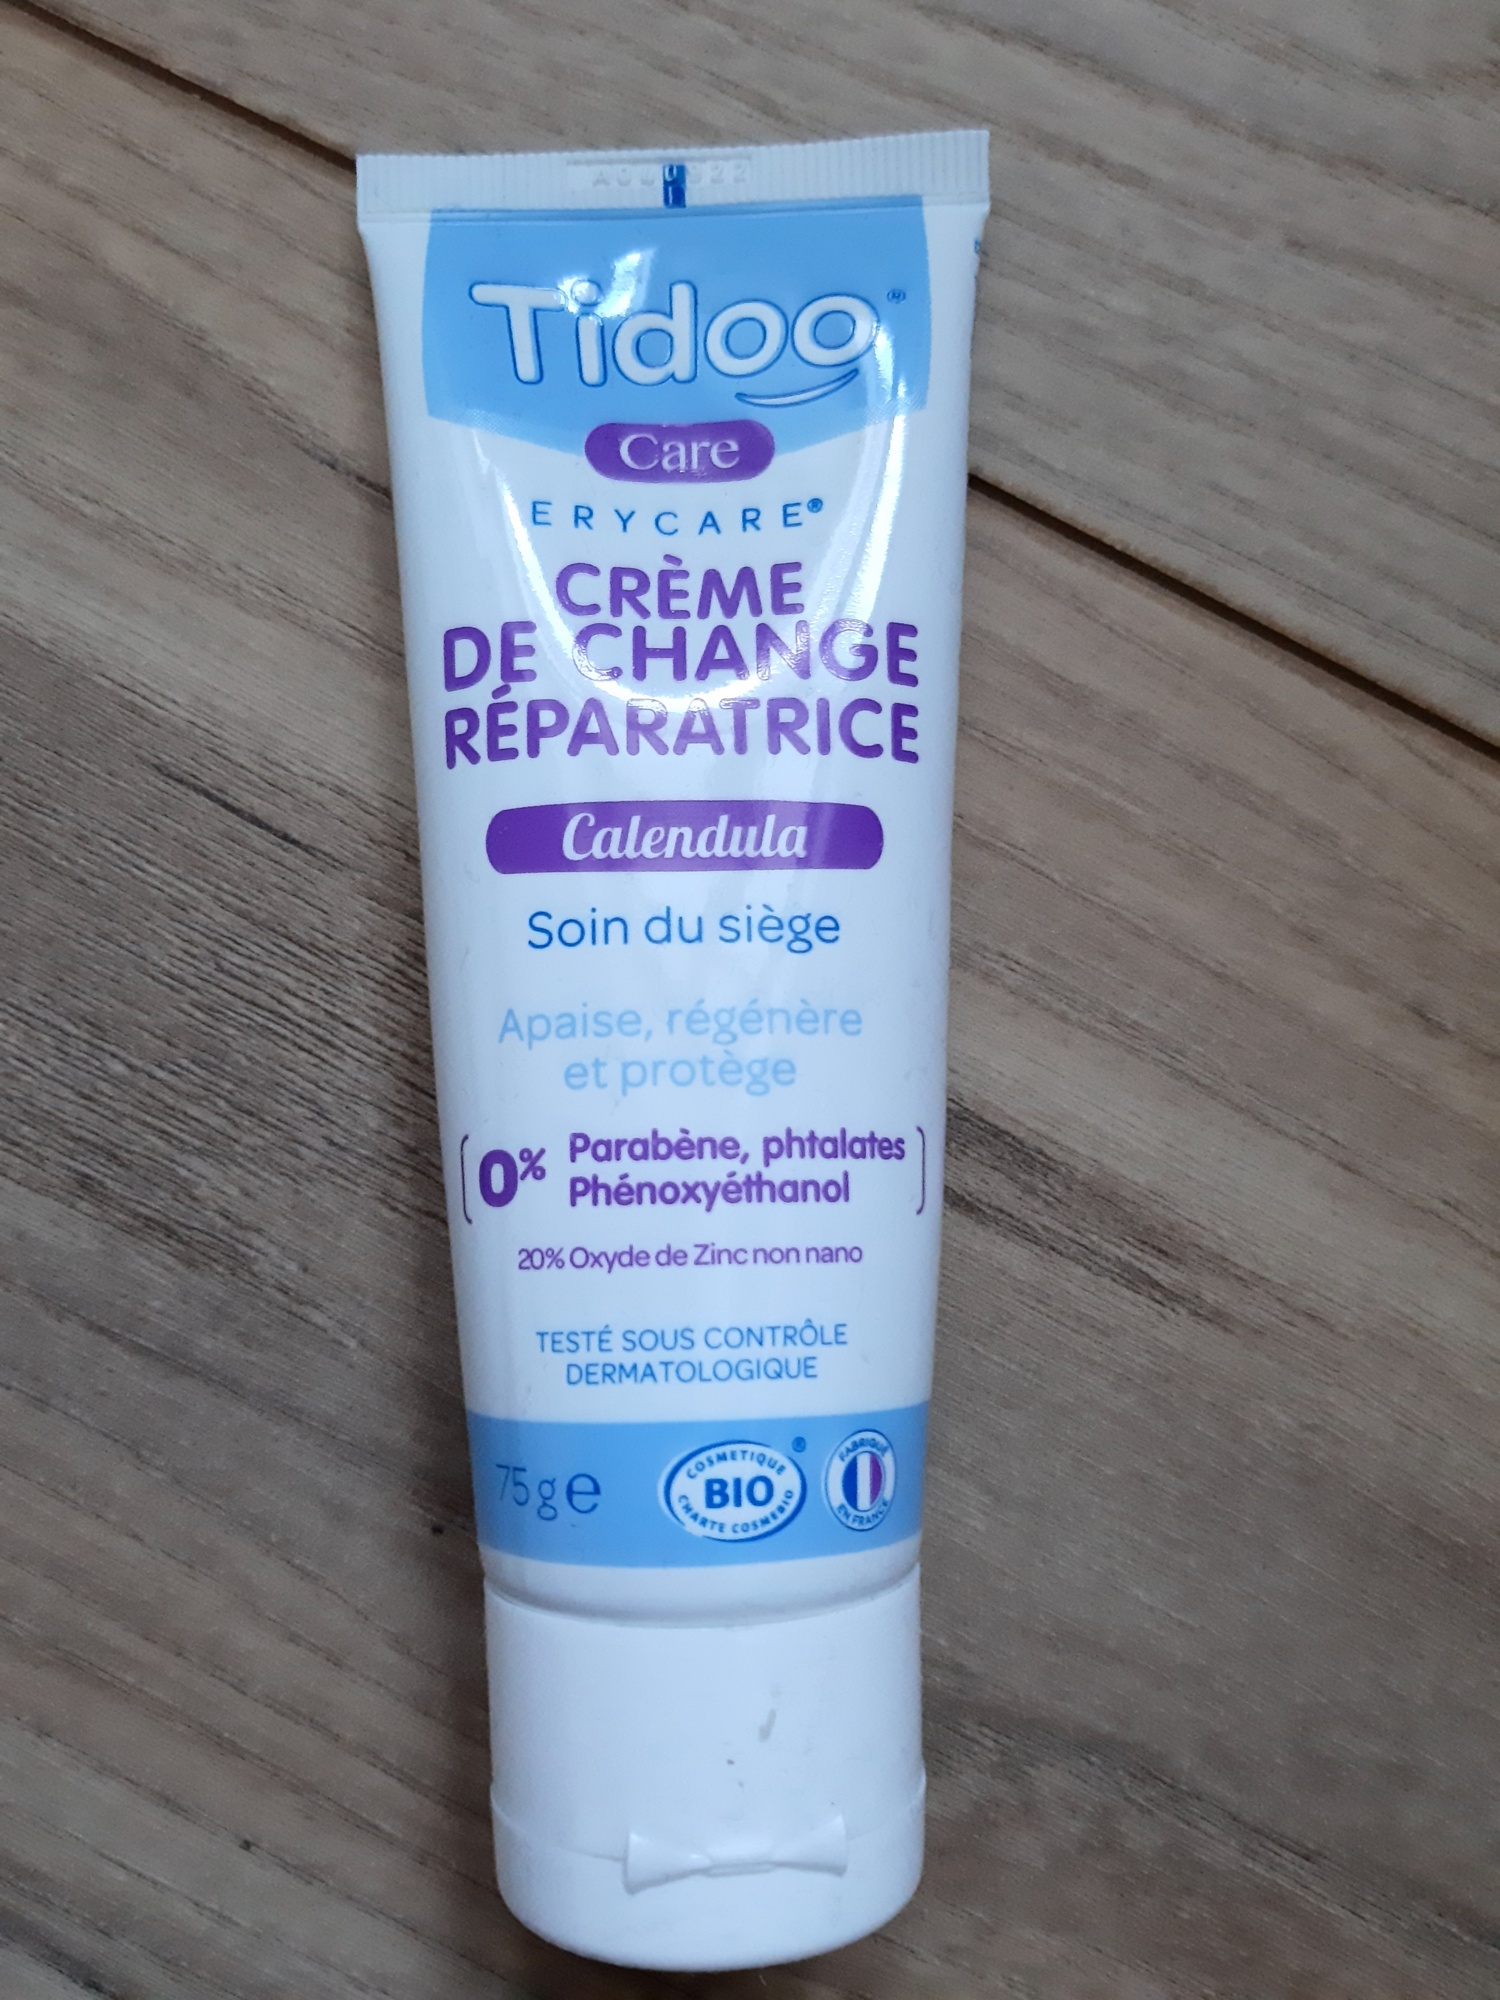 Tidoo®
Care
ERYCARE®
CRÈME
DE CHANGE
RÉPARATRICE
Calendula
Soin du siège
Apaise, régénère
et protège
0% Parabène, phtalates
Phénoxyéthanol
20% Oxyde de Zinc non nano
TESTÉ SOUS CONTRÔLE
DERMATOLOGIQUE
75g e
COSMETIQUE
BIO
CHARTE COSMEBIO
®
FABRIQUÉ
EN FRANCE